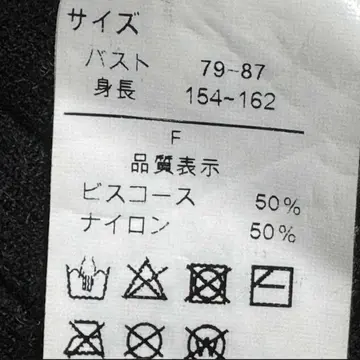 サイズ
バスト 79-87
身長 154~162
F
品質表示
ビスコース 50%
ナイロン 50%